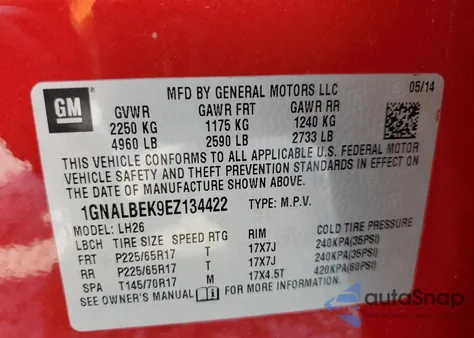 GM
MFD BY GENERAL MOTORS LLC 05/14
GVWR GAWR FRT GAWR RR
2250 KG 1175 KG 1240 KG
4960 LB 2590 LB 2733 LB
THIS VEHICLE CONFORMS TO ALL APPLICABLE U.S. FEDERAL MOTOR
VEHICLE SAFETY AND THEFT PREVENTION STANDARDS IN EFFECT ON
THE DATE OF MANUFACTURE SHOWN ABOVE.
1GNALBEK9EZ134422 TYPE: M.P.V.
MODEL: LH26
LBCH TIRE SIZE SPEED RTG RIM COLD TIRE PRESSURE
FRT P225/65R17 T 17X7J 240KPA(35PSI)
RR P225/65R17 T 17X7J 240KPA(35PSI)
SPA T145/70R17 M 17X4.5T 420KPA(60PSI)
SEE OWNER'S MANUAL FOR MORE INFORMATION.
autoSnap